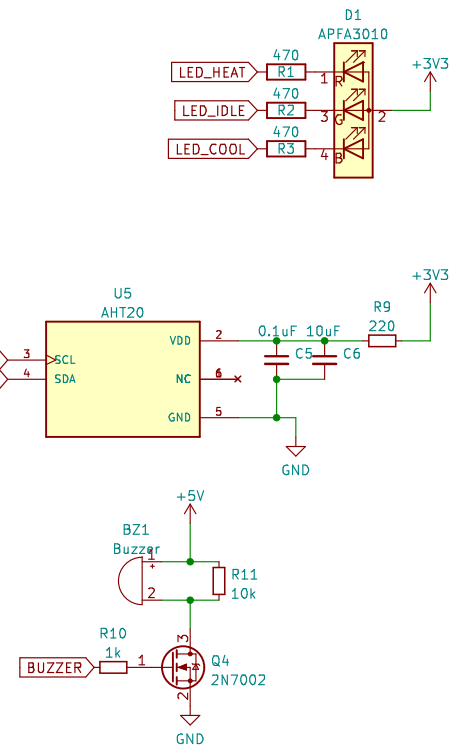 D1
APFA3010
+3V3
470
LED_HEAT
R1
1
R
470
LED_IDLE
R2
3
G
2
470
LED_COOL
R3
4
B
+3V3
U5
AHT20
R9
220
VDD
2
0.1uF
10uF
C5
C6
3
SCL
4
SDA
NC
GND
5
GND
+5V
BZ1
Buzzer
1
+
2
R11
10k
R10
1k
3
BUZZER
1
Q4
2N7002
2
GND